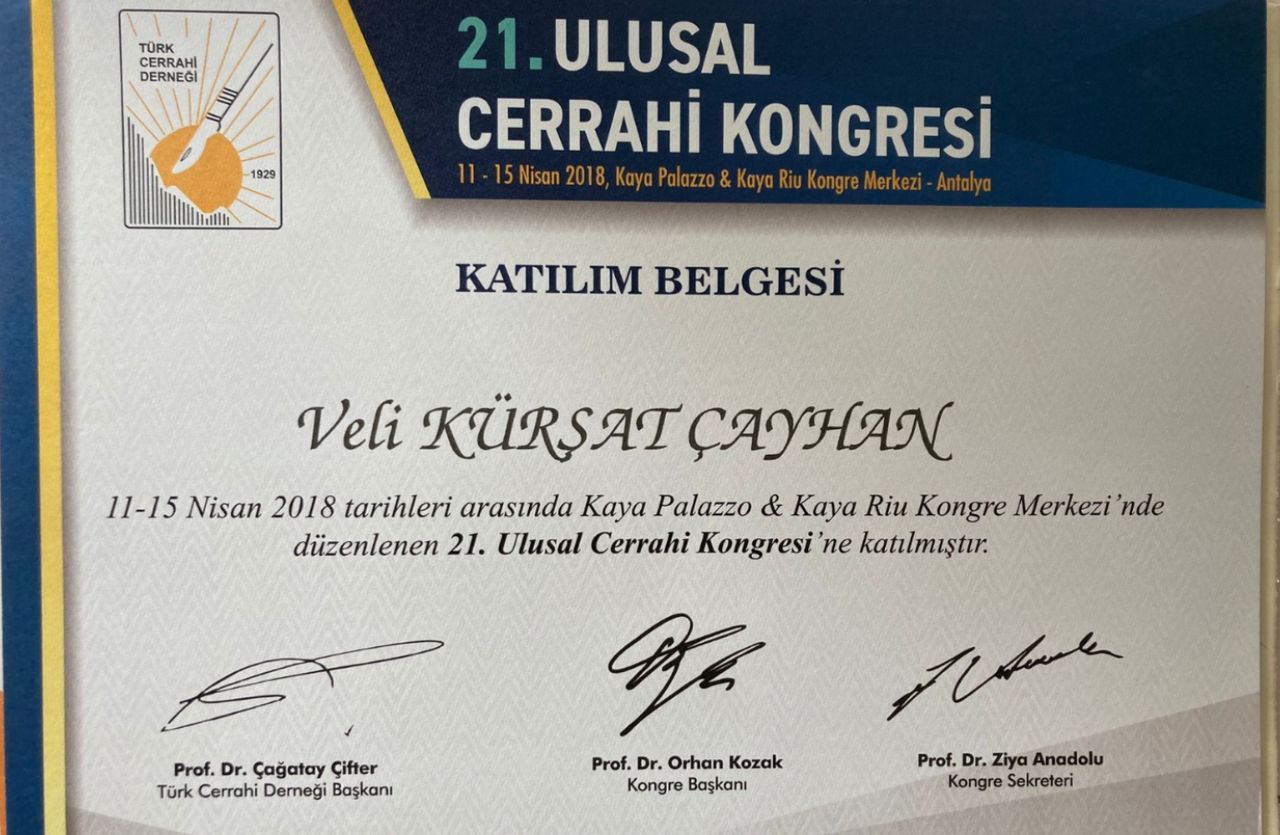 TÜRK
CERRAHİ
DERNEĞİ
1929
21. ULUSAL
CERRAHİ KONGRESİ
11 - 15 Nisan 2018, Kaya Palazzo & Kaya Riu Kongre Merkezi - Antalya
KATILIM BELGESİ
Veli KÜRŞAT ÇAYHAN
11-15 Nisan 2018 tarihleri arasında Kaya Palazzo & Kaya Riu Kongre Merkezi’nde
düzenlenen 21. Ulusal Cerrahi Kongresi’ne katılmıştır.
Prof. Dr. Çağatay Çifter
Türk Cerrahi Derneği Başkanı
Prof. Dr. Orhan Kozak
Kongre Başkanı
Prof. Dr. Ziya Anadolu
Kongre Sekreteri